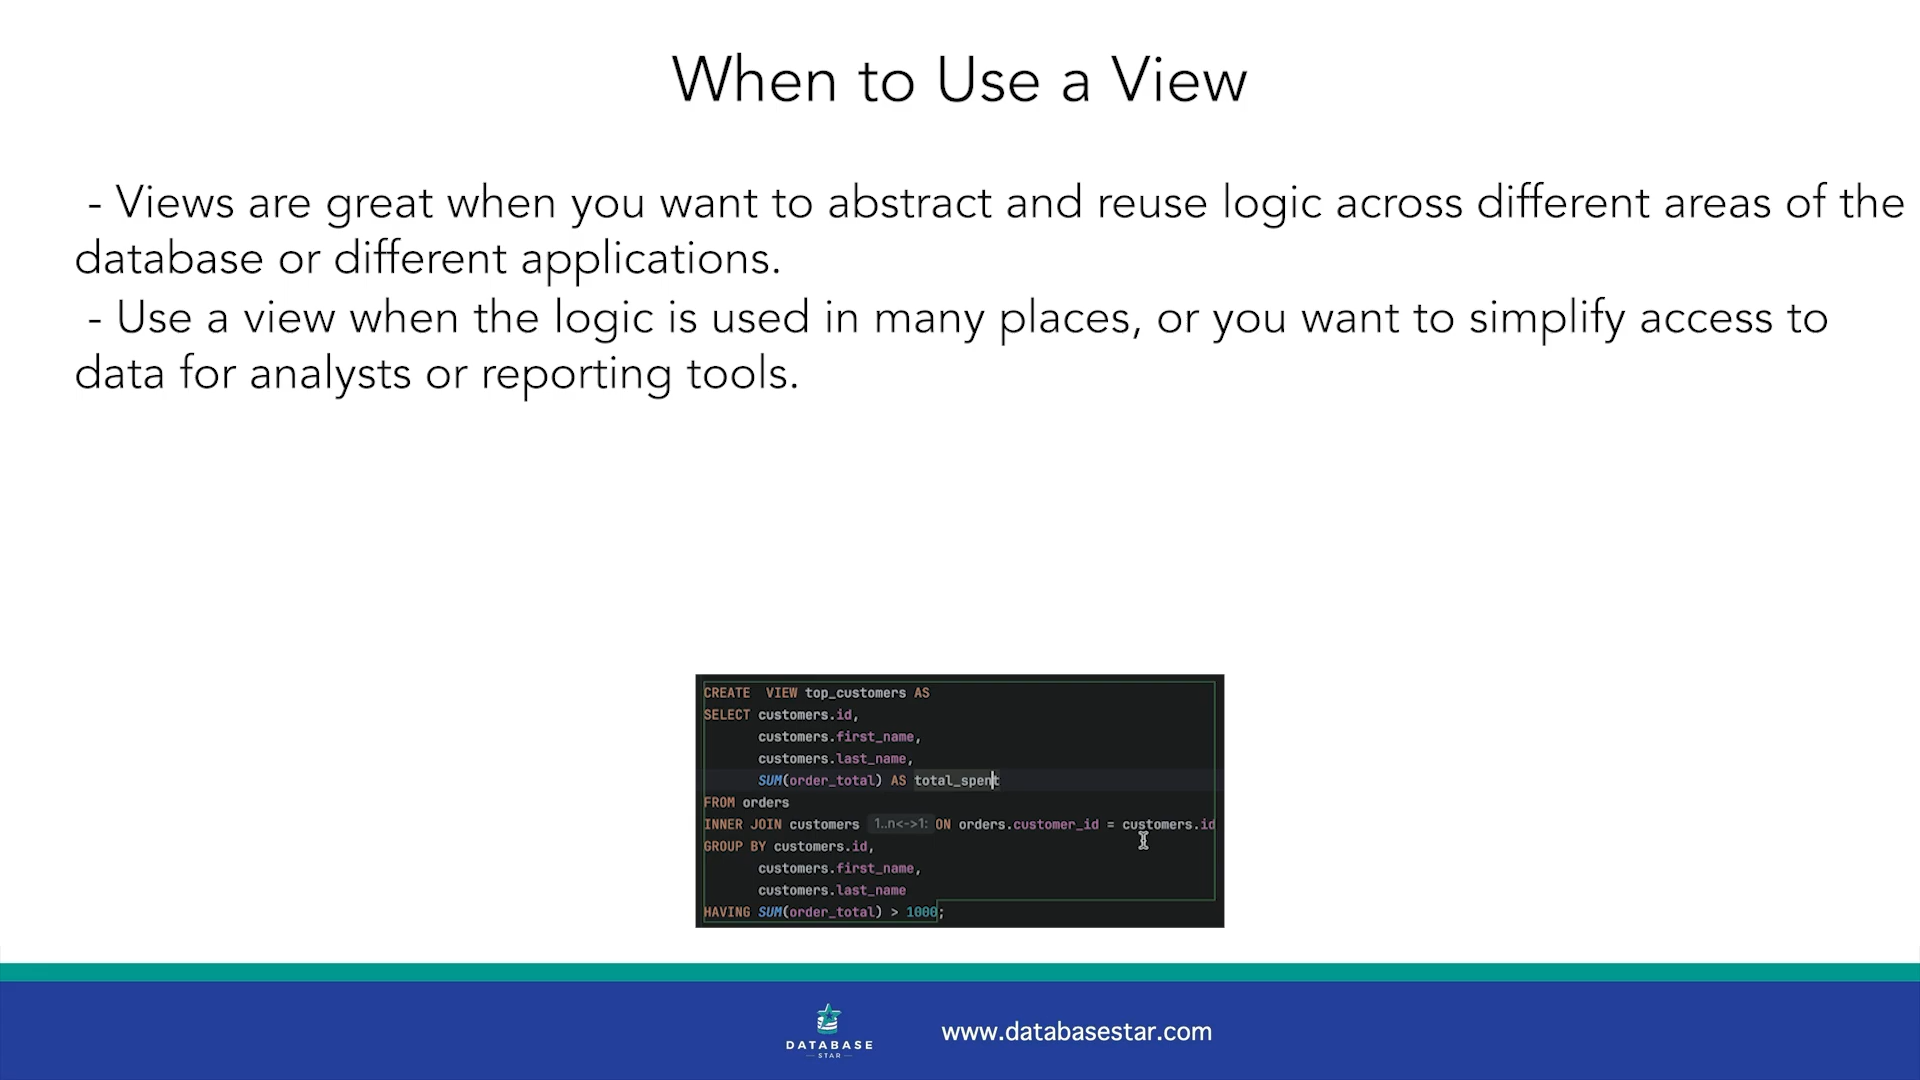 When to Use a View
- Views are great when you want to abstract and reuse logic across different areas of the
database or different applications.
- Use a view when the logic is used in many places, or you want to simplify access to
data for analysts or reporting tools.
CREATE  VIEW top_customers AS
SELECT customers.id,
customers.first_name,
customers.last_name,
SUM(order_total) AS total_spent
FROM orders
INNER JOIN customers 1..n<->1: ON orders.customer_id = customers.id
GROUP BY customers.id,
customers.first_name,
customers.last_name
HAVING SUM(order_total) > 1000;
DATABASE
STAR
www.databasestar.com